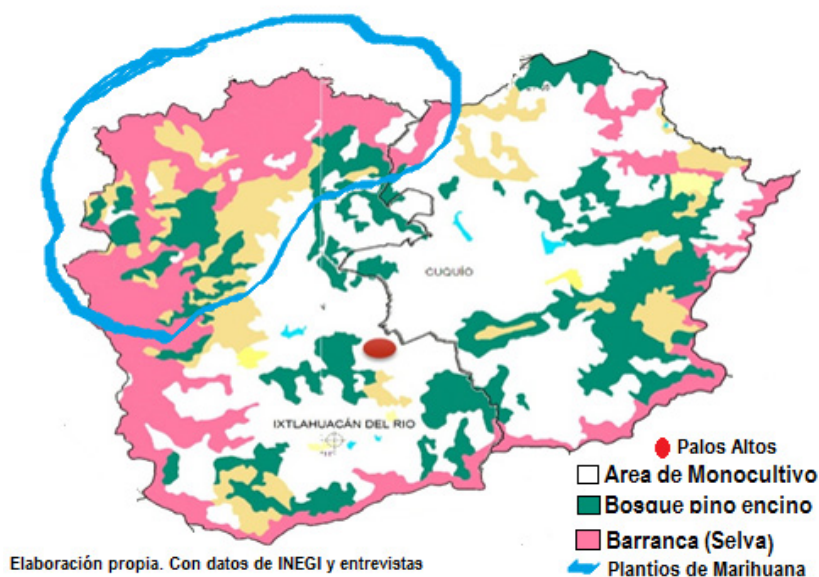 CUQUÍO
IXTLAHUACÁN DEL RIO
Palos Altos
Area de Monocultivo
Bosque pino encino
Barranca (Selva)
Plantios de Marihuana
Elaboración propia. Con datos de INEGI y entrevistas